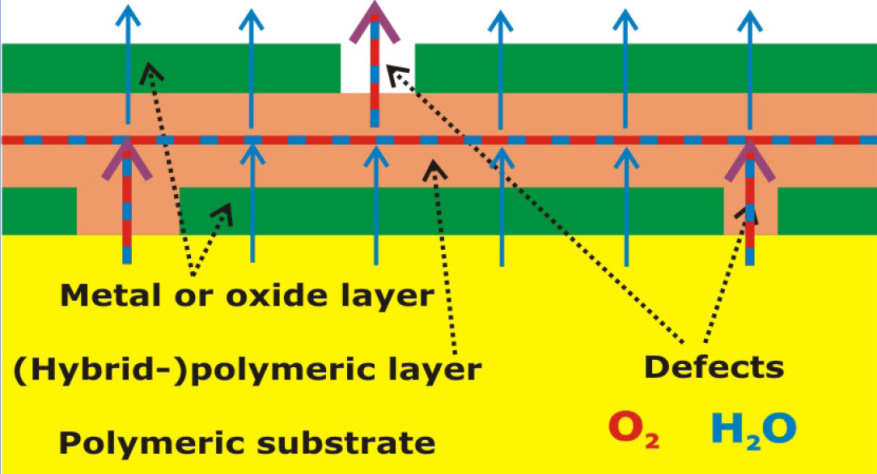 Metal or oxide layer
(Hybrid-)polymeric layer
Defects
O₂ H₂O
Polymeric substrate